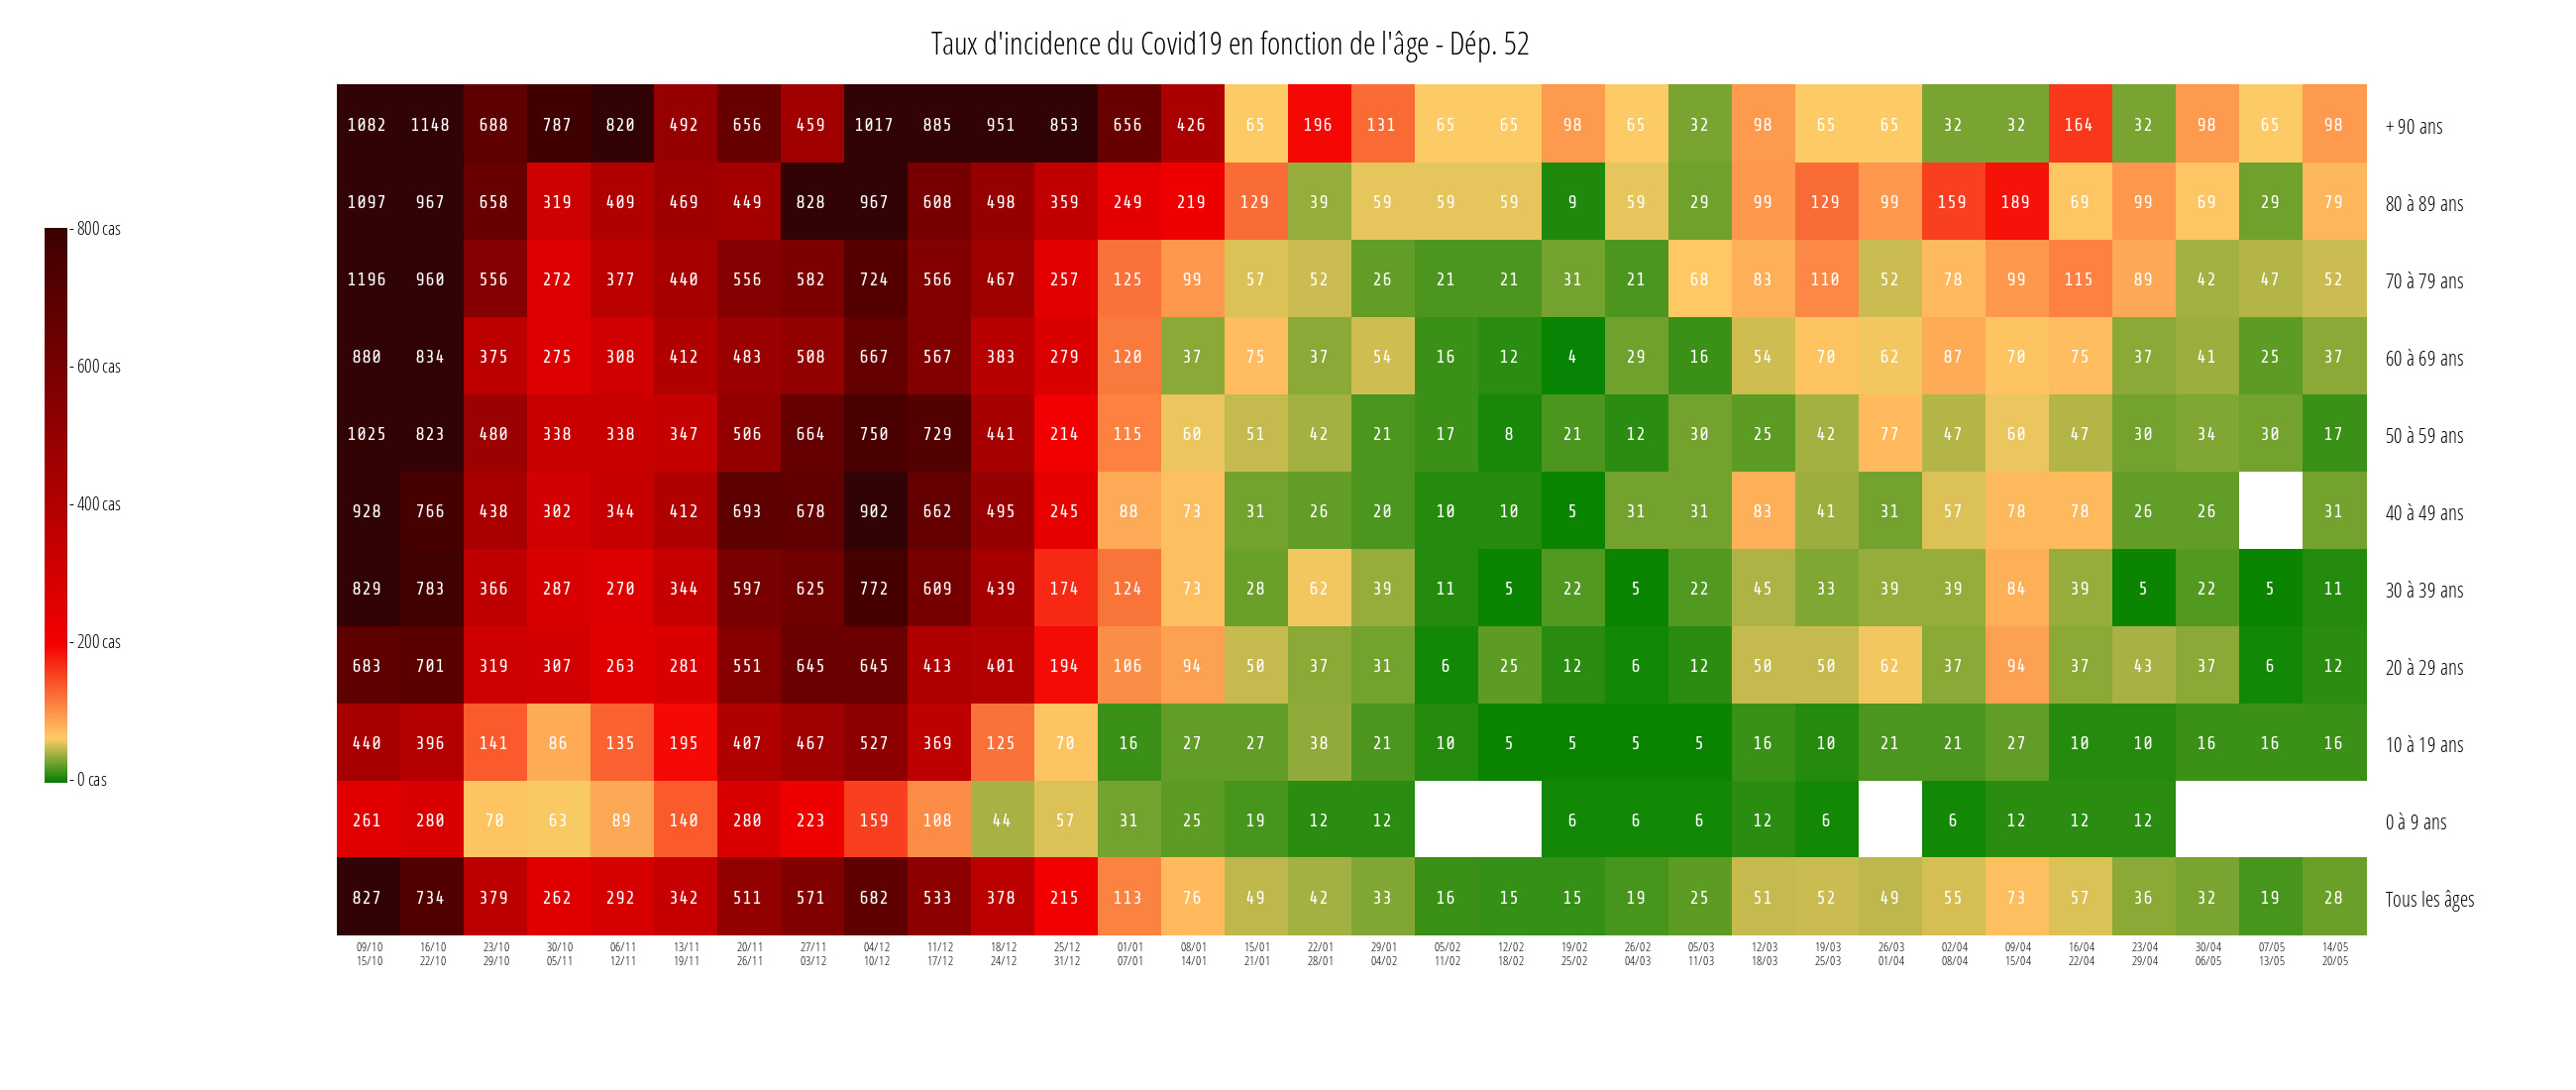 Taux d'incidence du Covid19 en fonction de l'âge - Dép. 52
- 800 cas
- 600 cas
- 400 cas
- 200 cas
- 0 cas
1082 1148 688 787 820 492 656 459 1017 885 951 853 656 426 65 196 131 65 65 98 65 32 98 65 65 32 32 164 32 98 65 98 + 90 ans
1097 967 658 319 409 469 449 828 967 608 498 359 249 219 129 39 59 59 59 9 59 29 99 129 99 159 189 69 99 69 29 79 80 à 89 ans
1196 960 556 272 377 440 556 582 724 566 467 257 125 99 57 52 26 21 21 31 21 68 83 110 52 78 99 115 89 42 47 52 70 à 79 ans
880 834 375 275 308 412 483 508 667 567 383 279 120 37 75 37 54 16 12 4 29 16 54 70 62 87 70 75 37 41 25 37 60 à 69 ans
1025 823 480 338 338 347 506 664 750 729 441 214 115 60 51 42 21 17 8 21 12 30 25 42 77 47 60 47 30 34 30 17 50 à 59 ans
928 766 438 302 344 412 693 678 902 662 495 245 88 73 31 26 20 10 10 5 31 31 83 41 31 57 78 78 26 26 31 40 à 49 ans
829 783 366 287 270 344 597 625 772 609 439 174 124 73 28 62 39 11 5 22 5 22 45 33 39 39 84 39 5 22 5 11 30 à 39 ans
683 701 319 307 263 281 551 645 645 413 401 194 106 94 50 37 31 6 25 12 6 12 50 50 62 37 94 37 43 37 6 12 20 à 29 ans
440 396 141 86 135 195 407 467 527 369 125 70 16 27 27 38 21 10 5 5 5 5 16 10 21 21 27 10 10 16 16 16 10 à 19 ans
261 280 70 63 89 140 280 223 159 108 44 57 31 25 19 12 12 6 6 6 12 6 6 12 12 12 0 à 9 ans
827 734 379 262 292 342 511 571 682 533 378 215 113 76 49 42 33 16 15 15 19 25 51 52 49 55 73 57 36 32 19 28 Tous les âges
09/10 16/10 23/10 30/10 06/11 13/11 20/11 27/11 04/12 11/12 18/12 25/12 01/01 08/01 15/01 22/01 29/01 05/02 12/02 19/02 26/02 05/03 12/03 19/03 26/03 02/04 09/04 16/04 23/04 30/04 07/05 14/05
15/10 22/10 29/10 05/11 12/11 19/11 26/11 03/12 10/12 17/12 24/12 31/12 07/01 14/01 21/01 28/01 04/02 11/02 18/02 25/02 04/03 11/03 18/03 25/03 01/04 08/04 15/04 22/04 29/04 06/05 13/05 20/05